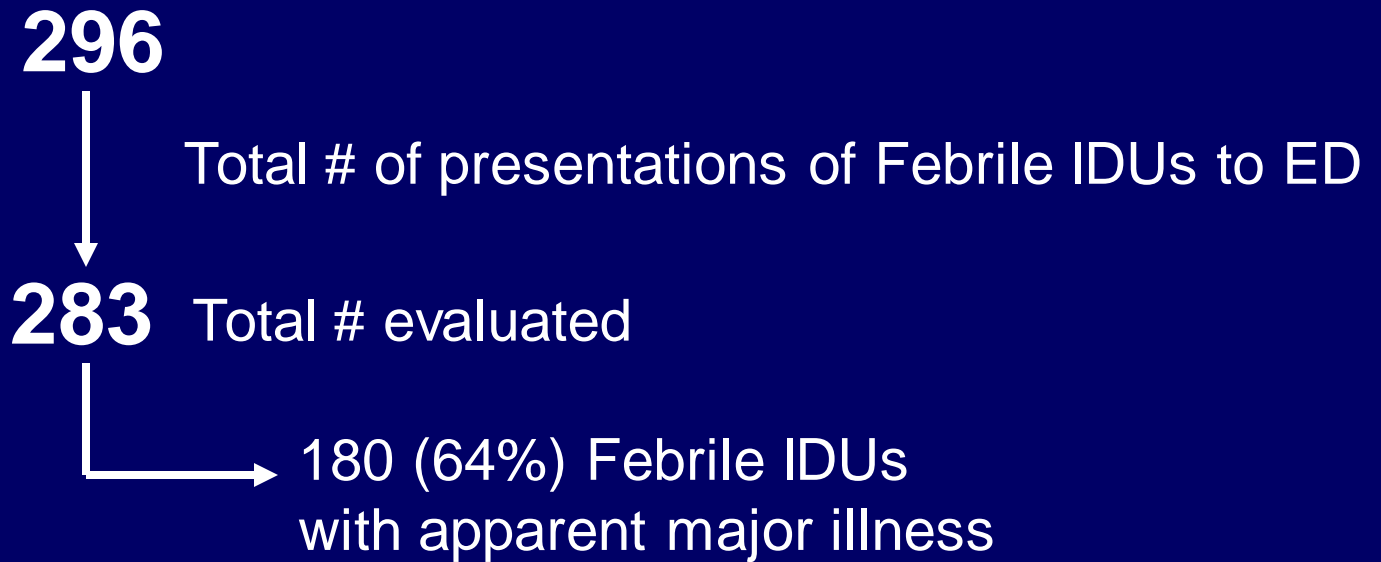 296
Total # of presentations of Febrile IDUs to ED
283 Total # evaluated
180 (64%) Febrile IDUs
with apparent major illness